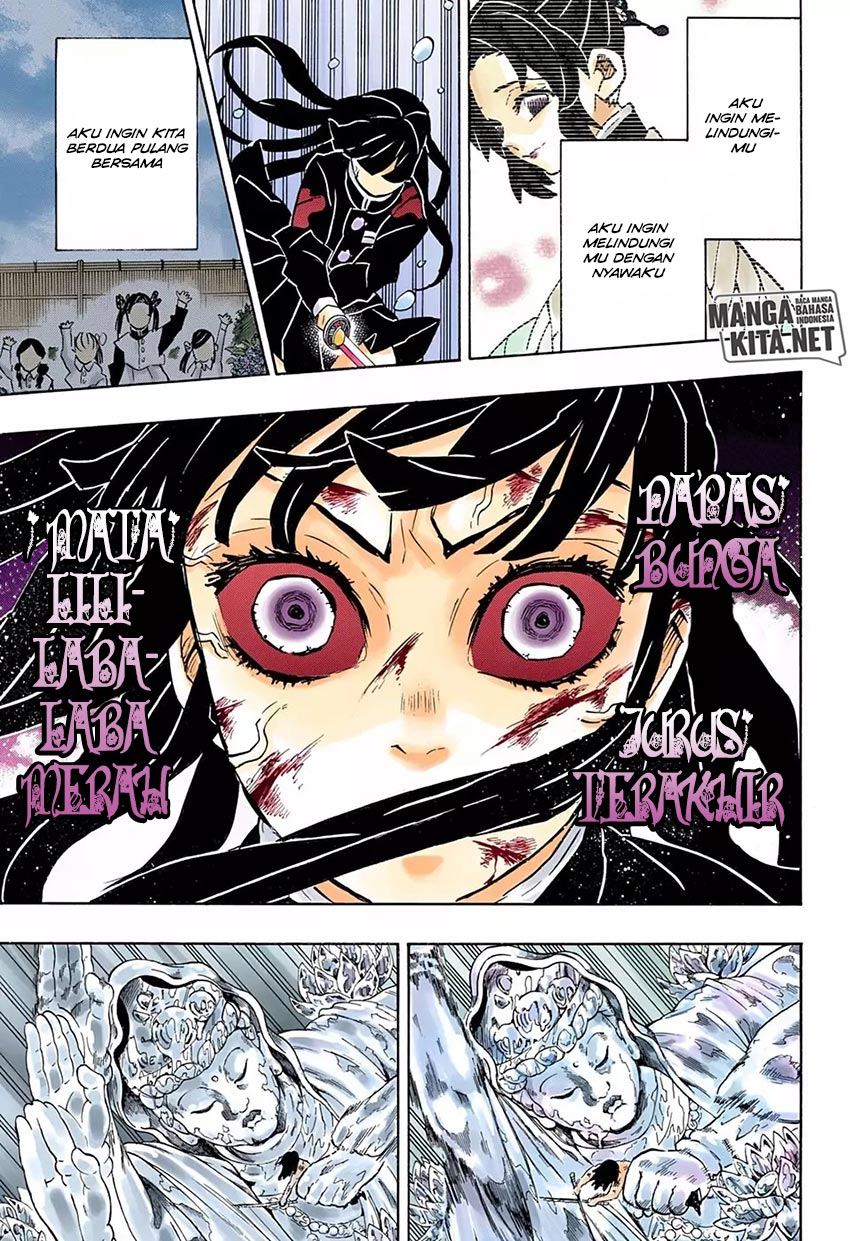 AKU
INGIN ME-
LINDUNGI-
MU
AKU INGIN
MELINDUNGI
MU DENGAN
NYAWAKU
AKU INGIN KITA
BERDUA PULANG
BERSAMA
MANGA
KITA.NET
BACA MANGA
BAHASA
INDONESIA
NAPAS
BUNGA
JURUS
TERAKHIR
MATA
LILI-
LABA-
LABA
MERAH